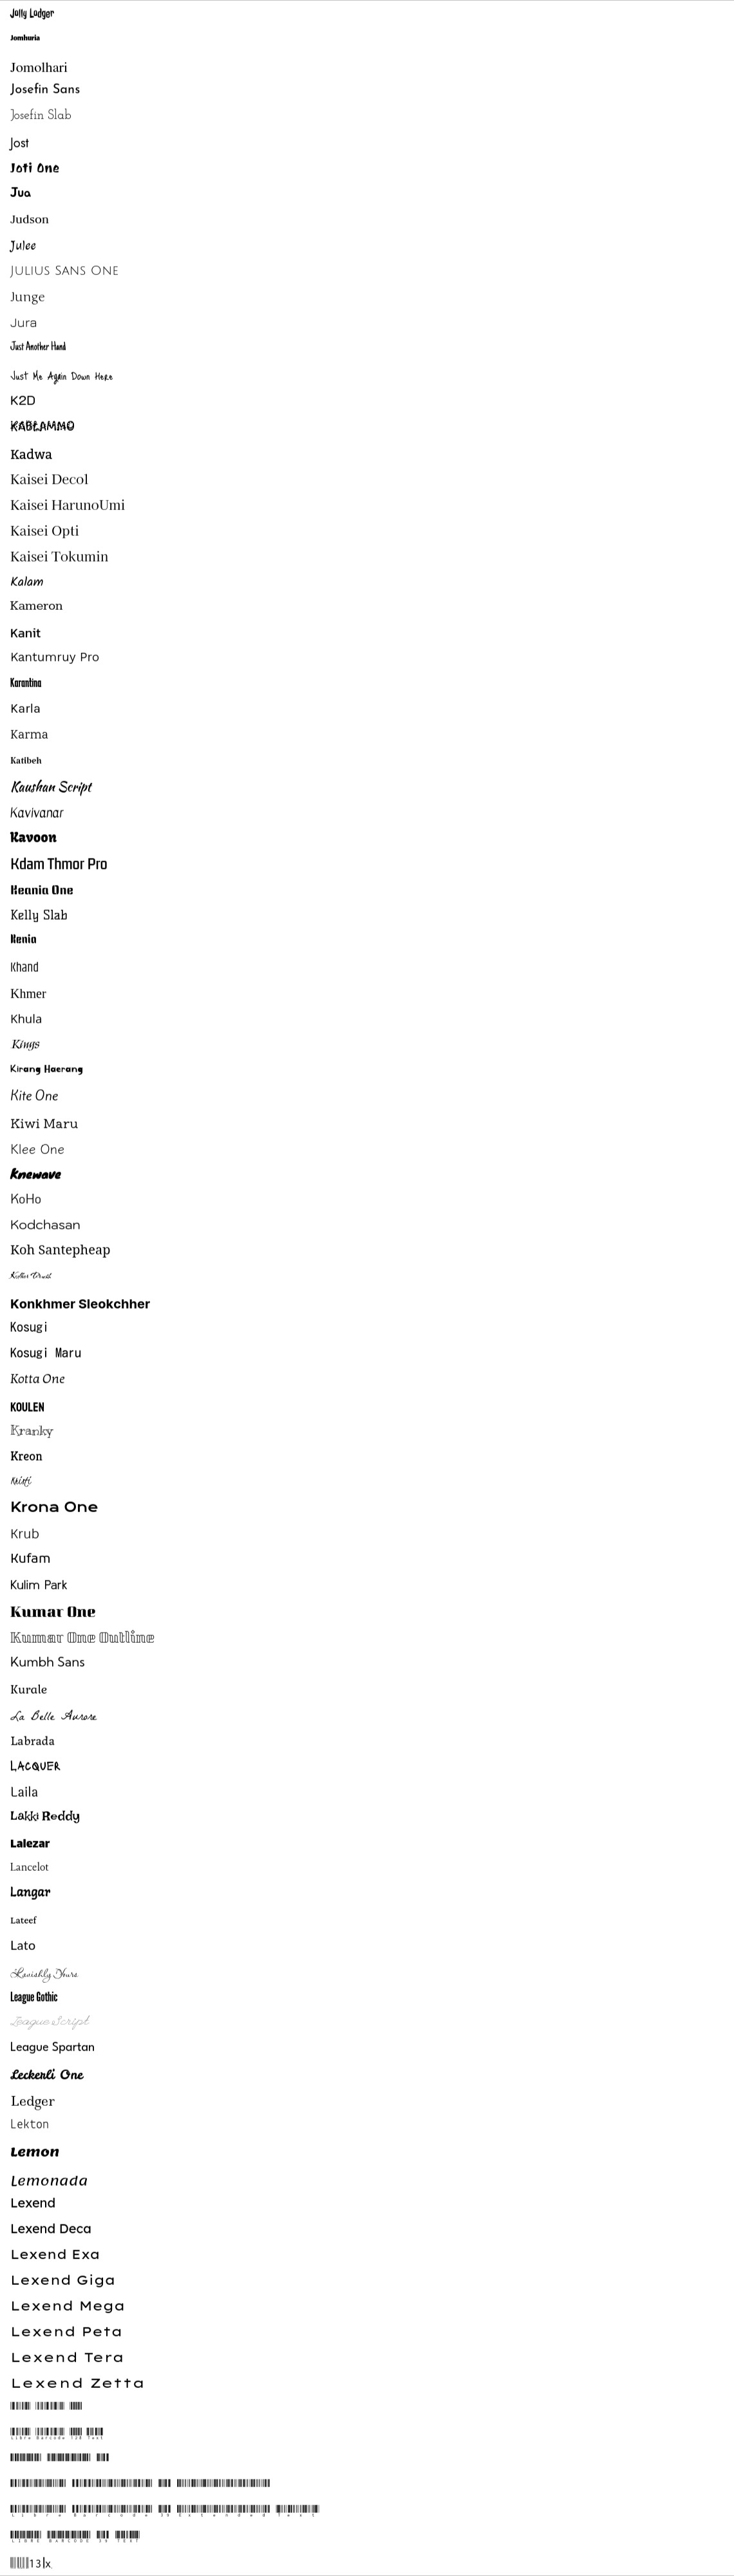 Jolly Lodger
Jomhuria
Jomolhari
Josefin Sans
Josefin Slab
Jost
Joti One
Jua
Judson
Julee
Julius Sans One
Junge
Jura
Just Another Hand
Just Me Again Down Here
K2D
KABLAMMO
Kadwa
Kaisei Decol
Kaisei HarunoUmi
Kaisei Opti
Kaisei Tokumin
Kalam
Kameron
Kanit
Kantumruy Pro
Karantina
Karla
Karma
Katibeh
Kaushan Script
Kavivanar
Kavoon
Kdam Thmor Pro
Keania One
Kelly Slab
Kenia
Khand
Khmer
Khula
Kings
Kirang Haerang
Kite One
Kiwi Maru
Klee One
Knewave
KoHo
Kodchasan
Koh Santepheap
Kolker Brush
Konkhmer Sleokchher
Kosugi
Kosugi Maru
Kotta One
KOULEN
Kranky
Kreon
Kristi
Krona One
Krub
Kufam
Kulim Park
Kumar One
Kumar One Outline
Kumbh Sans
Kurale
La Belle Aurore
Labrada
LACQUER
Laila
Lakki Reddy
Lalezar
Lancelot
Langar
Lateef
Lato
Lavishly Yours
League Gothic
League Script
League Spartan
Leckerli One
Ledger
Lekton
Lemon
Lemonada
Lexend
Lexend Deca
Lexend Exa
Lexend Giga
Lexend Mega
Lexend Peta
Lexend Tera
Lexend Zetta
Libre Barcode 128 Text
Libre Barcode 39 Extended Text
LIBRE BARCODE 39 TEXT
13 x